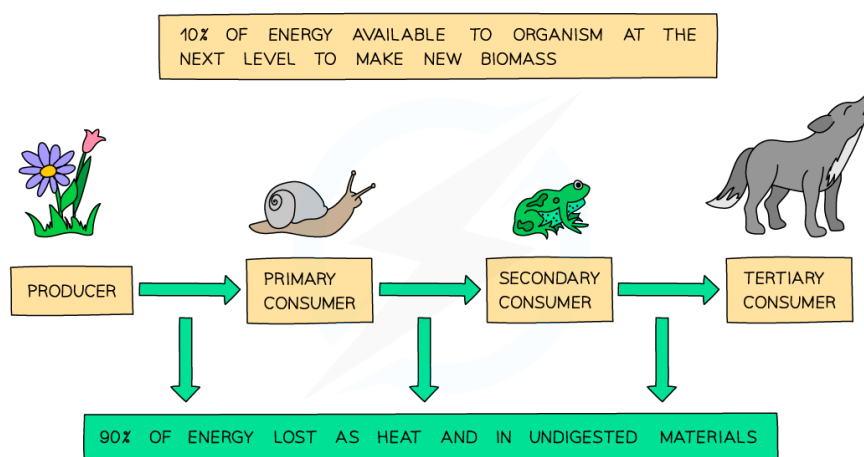 10% OF ENERGY AVAILABLE TO ORGANISM AT THE
NEXT LEVEL TO MAKE NEW BIOMASS
PRODUCER
PRIMARY
CONSUMER
SECONDARY
CONSUMER
TERTIARY
CONSUMER
90% OF ENERGY LOST AS HEAT AND IN UNDIGESTED MATERIALS